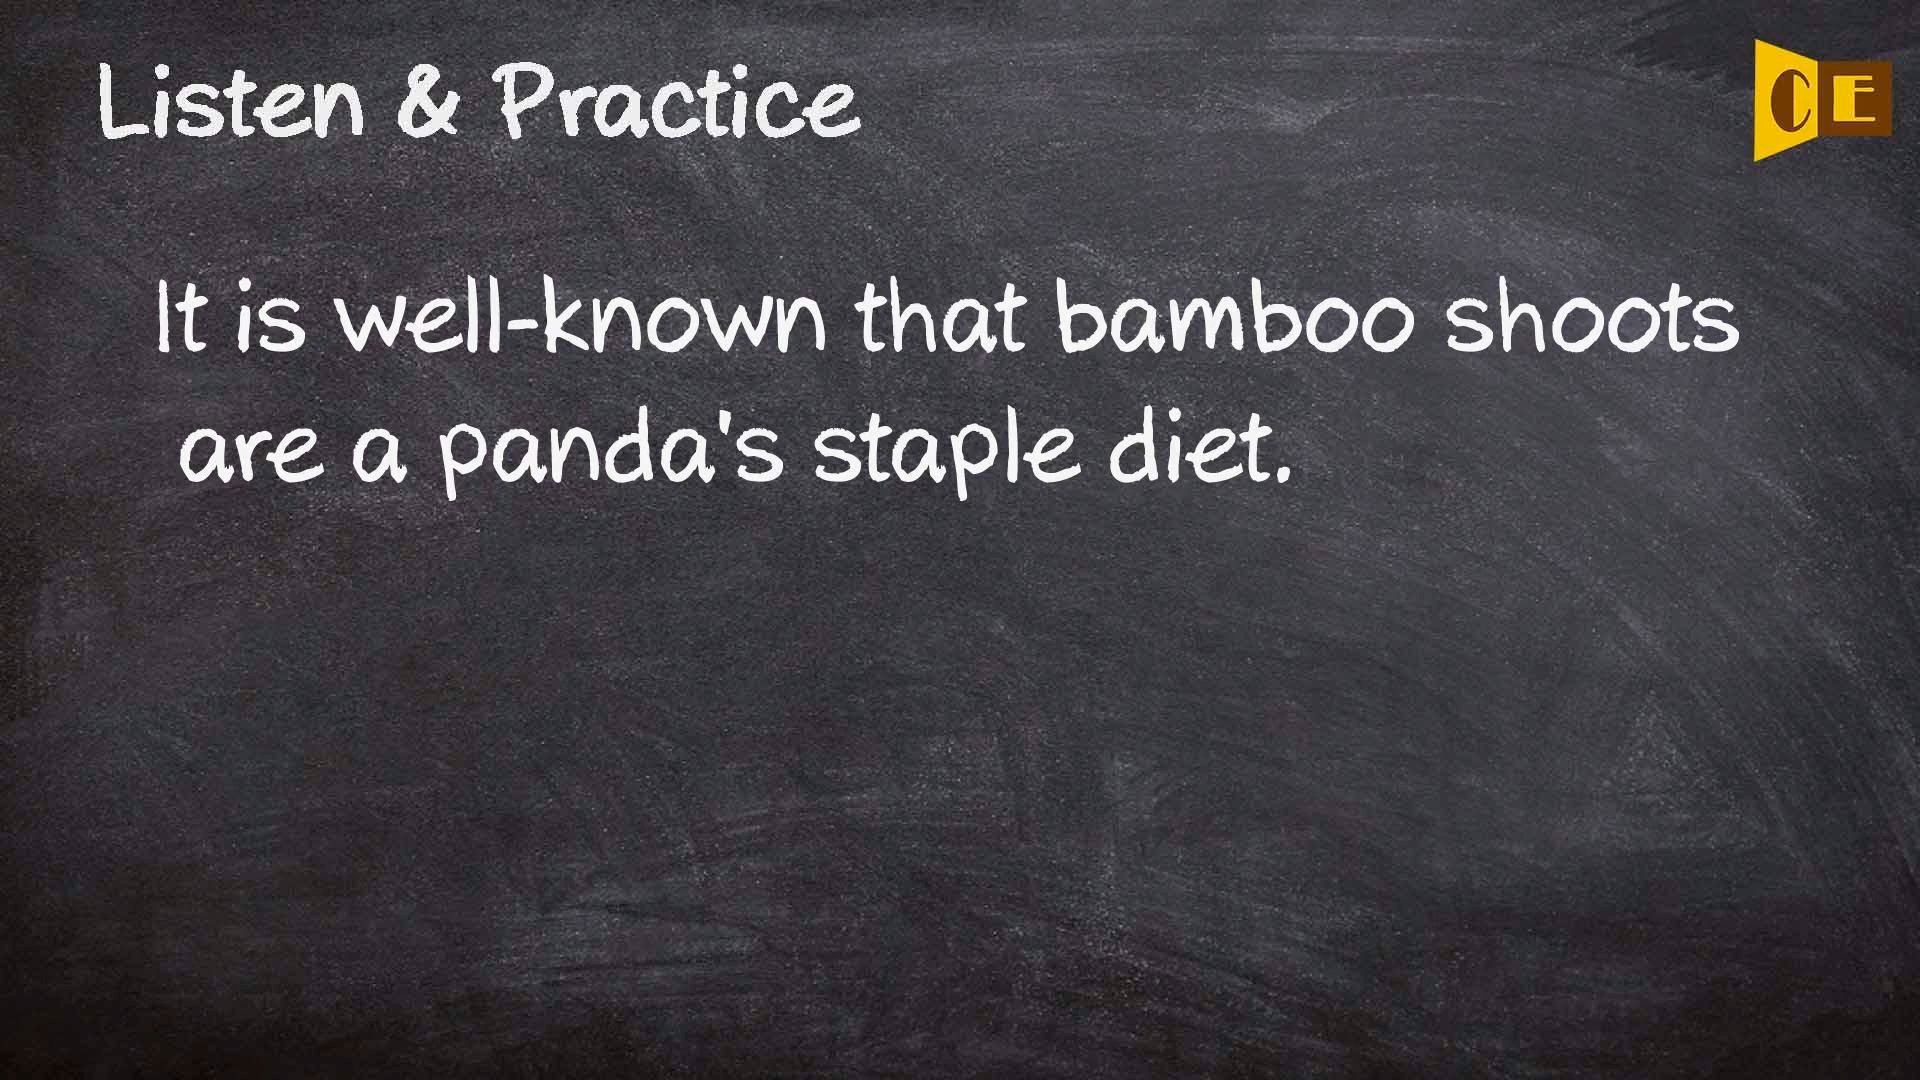 Listen & Practice
CE
It is well-known that bamboo shoots
are a panda's staple diet.